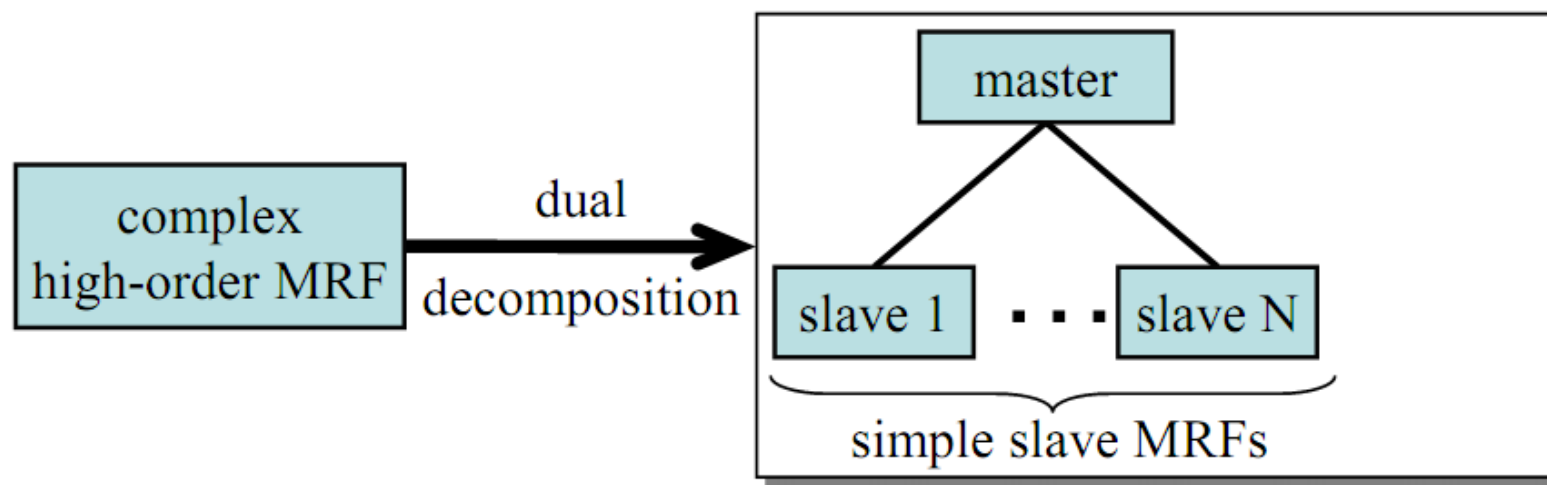 complex
high-order MRF
dual
decomposition
master
slave 1
. . .
slave N
simple slave MRFs